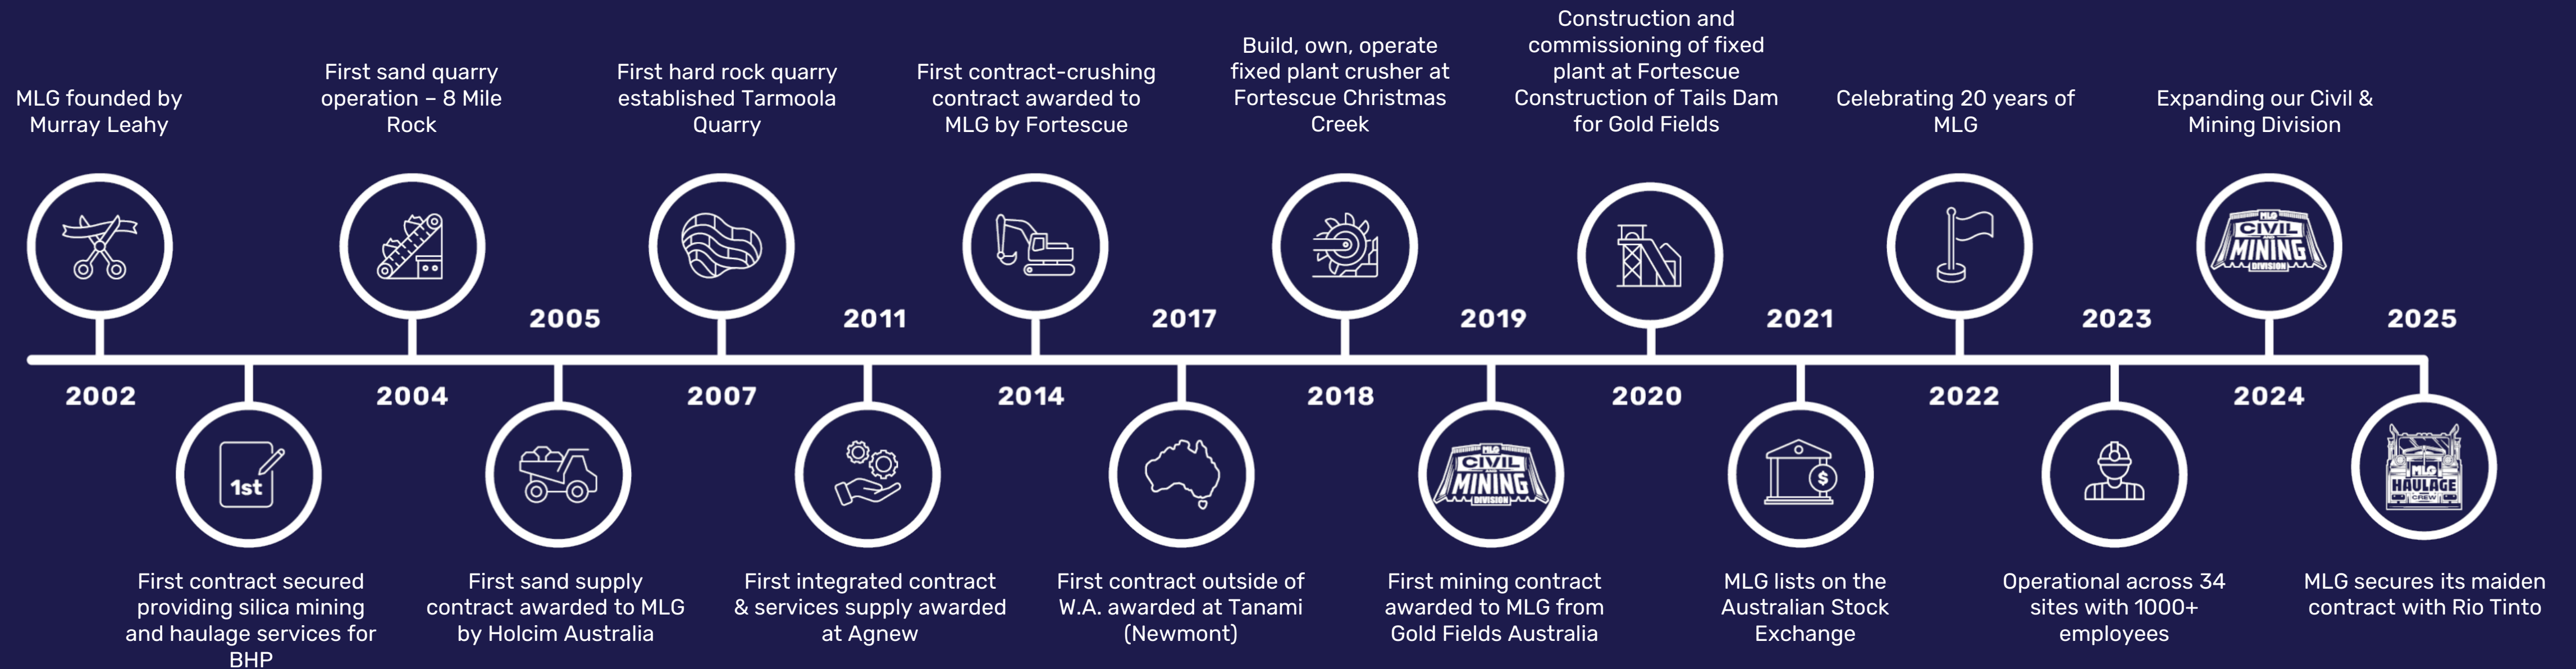 MLG founded by
Murray Leahy
2002
First contract secured
providing silica mining
and haulage services for
BHP
1st
First sand quarry
operation – 8 Mile
Rock
2004
2005
First sand supply
contract awarded to MLG
by Holcim Australia
First hard rock quarry
established Tarmoola
Quarry
2007
2011
First integrated contract
& services supply awarded
at Agnew
First contract-crushing
contract awarded to
MLG by Fortescue
2014
2017
First contract outside of
W.A. awarded at Tanami
(Newmont)
Build, own, operate
fixed plant crusher at
Fortescue Christmas
Creek
2018
2019
MLG
CIVIL
AND
MINING
DIVISION
First mining contract
awarded to MLG from
Gold Fields Australia
Construction and
commissioning of fixed
plant at Fortescue
Construction of Tails Dam
for Gold Fields
2020
2021
$
MLG lists on the
Australian Stock
Exchange
Celebrating 20 years of
MLG
2022
2023
Operational across 34
sites with 1000+
employees
Expanding our Civil &
Mining Division
MLG
CIVIL
AND
MINING
DIVISION
2024
2025
MLG
HAULAGE
CREW
MLG secures its maiden
contract with Rio Tinto